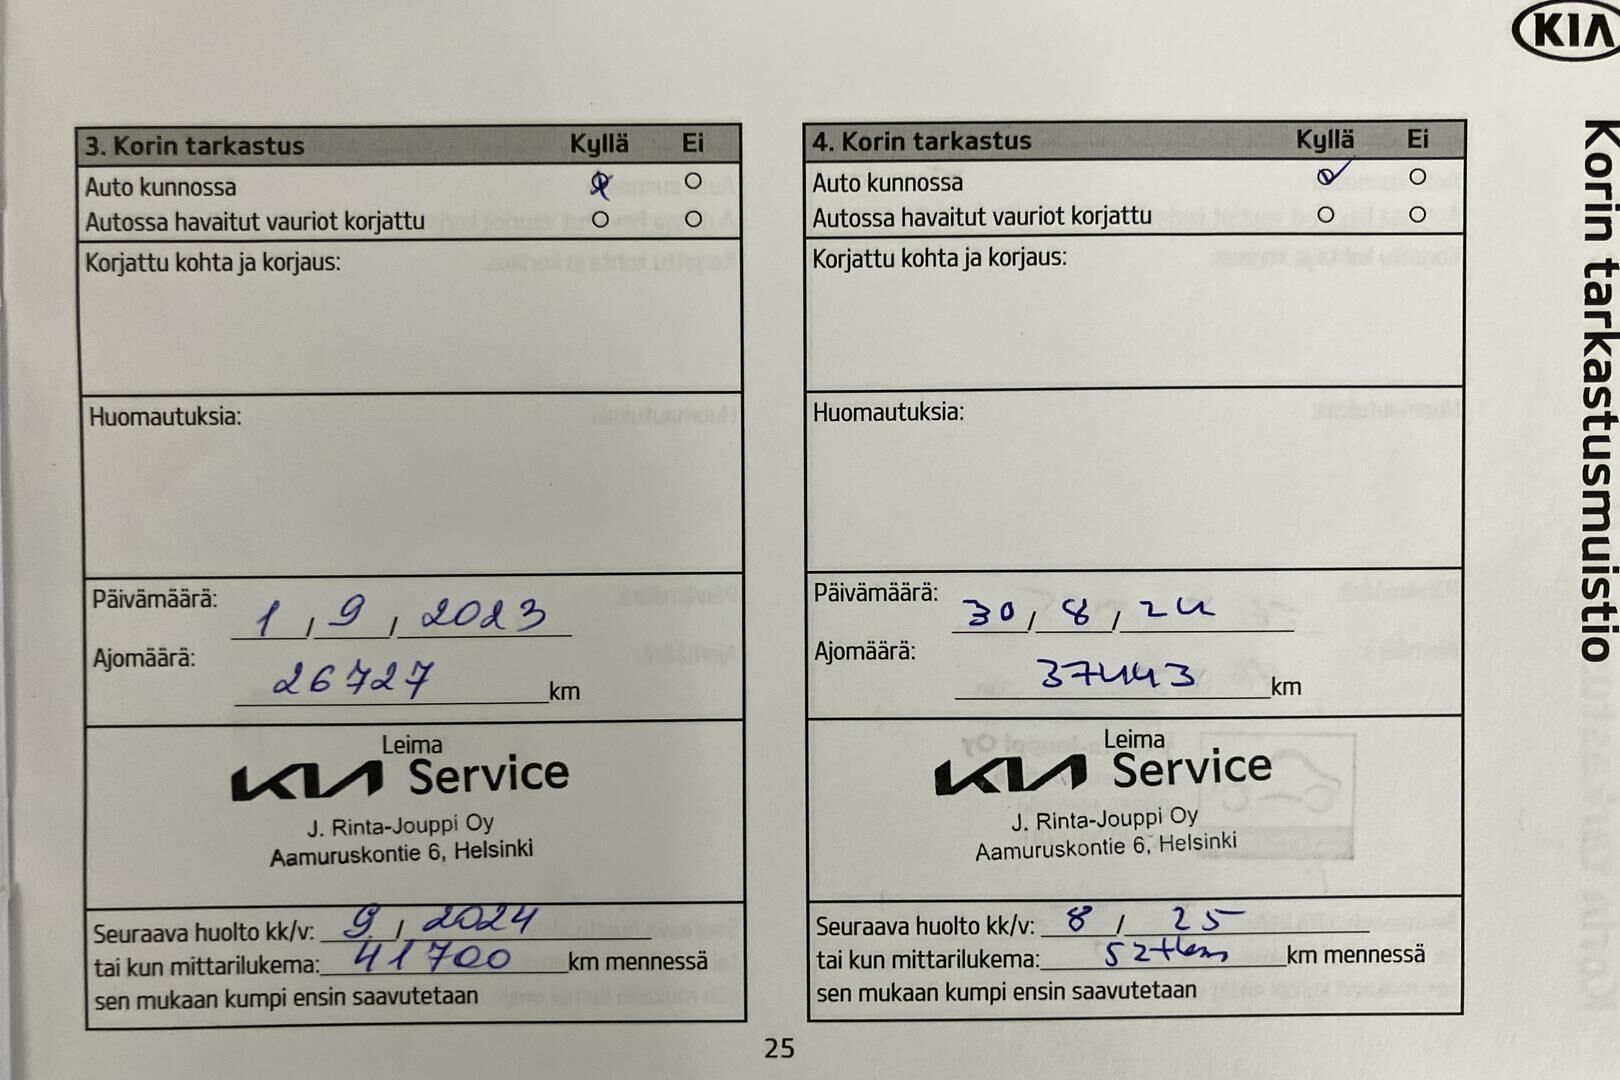 KIA
Korin tarkastusmuistio
3. Korin tarkastus Kyllä Ei
Auto kunnossa
Autossa havaitut vauriot korjattu
Korjattu kohta ja korjaus:
Huomautuksia:
Päivämäärä: 1 / 9 / 2023
Ajomäärä: 26727 km
Leima
KIA Service
J. Rinta-Jouppi Oy
Aamuruskontie 6, Helsinki
Seuraava huolto kk/v: 9 / 2024
tai kun mittarilukema: 41700 km mennessä
sen mukaan kumpi ensin saavutetaan
4. Korin tarkastus Kyllä Ei
Auto kunnossa
Autossa havaitut vauriot korjattu
Korjattu kohta ja korjaus:
Huomautuksia:
Päivämäärä: 30 / 8 / 24
Ajomäärä: 37443 km
Leima
KIA Service
J. Rinta-Jouppi Oy
Aamuruskontie 6, Helsinki
Seuraava huolto kk/v: 8 / 25
tai kun mittarilukema: 52tkm km mennessä
sen mukaan kumpi ensin saavutetaan
25